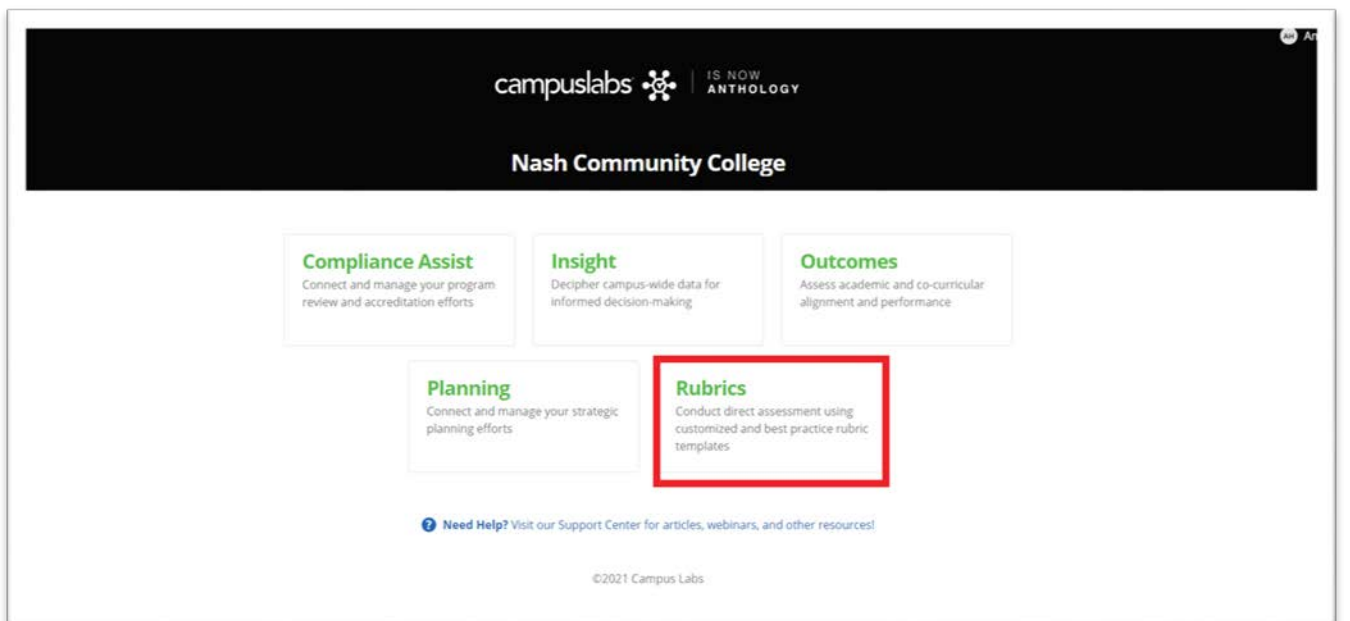 AH An
campuslabs IS NOW
ANTHOLOGY
Nash Community College
Compliance Assist
Connect and manage your program
review and accreditation efforts
Insight
Decipher campus-wide data for
informed decision-making
Outcomes
Assess academic and co-curricular
alignment and performance
Planning
Connect and manage your strategic
planning efforts
Rubrics
Conduct direct assessment using
customized and best practice rubric
templates
? Need Help? Visit our Support Center for articles, webinars, and other resources!
©2021 Campus Labs